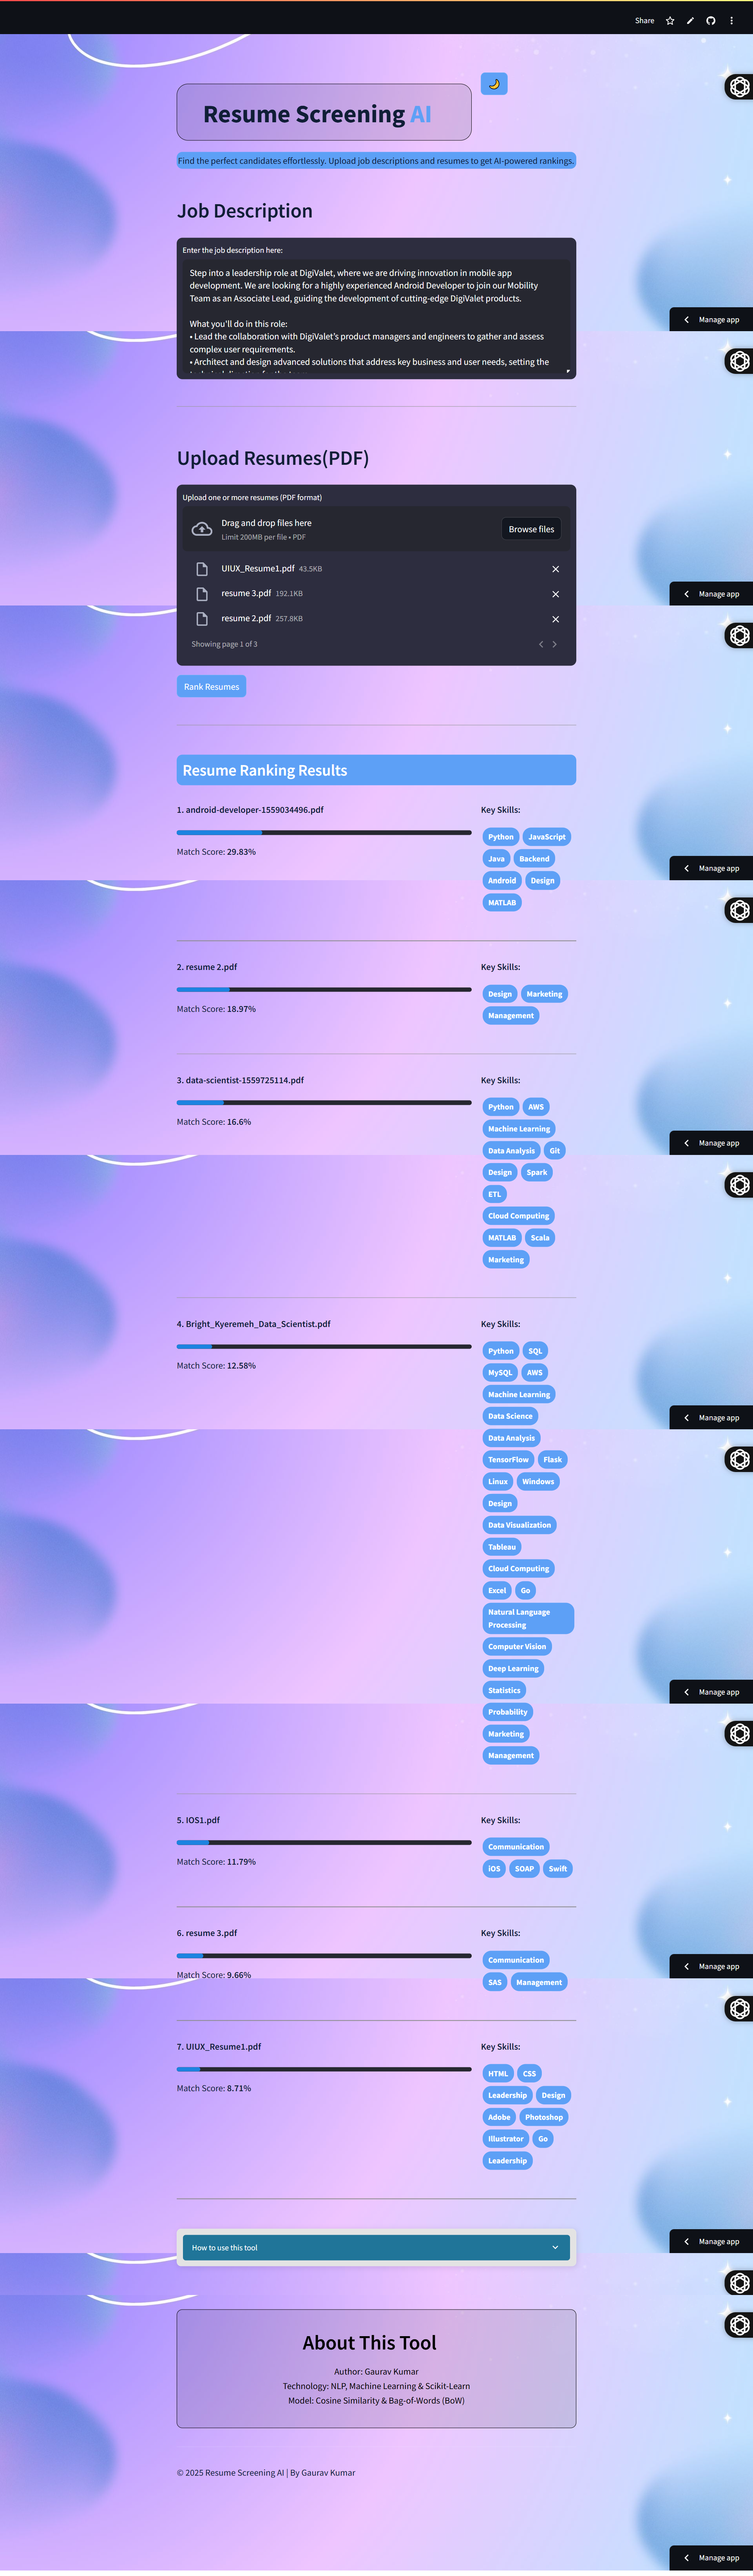 Share
Resume Screening AI
Find the perfect candidates effortlessly. Upload job descriptions and resumes to get AI-powered rankings.
Job Description
Enter the job description here:
Step into a leadership role at DigiValet, where we are driving innovation in mobile app
development. We are looking for a highly experienced Android Developer to join our Mobility
Team as an Associate Lead, guiding the development of cutting-edge DigiValet products.
What you'll do in this role:
• Lead the collaboration with DigiValet's product managers and engineers to gather and assess
complex user requirements.
• Architect and design advanced solutions that address key business and user needs, setting the
Manage app
Upload Resumes(PDF)
Upload one or more resumes (PDF format)
Drag and drop files here
Limit 200MB per file • PDF
Browse files
UIUX_Resume1.pdf 43.5KB
resume 3.pdf 192.1KB
Manage app
resume 2.pdf 257.8KB
Showing page 1 of 3
Rank Resumes
Resume Ranking Results
1. android-developer-1559034496.pdf
Match Score: 29.83%
Key Skills:
Python JavaScript
Java Backend
Manage app
Android Design
MATLAB
2. resume 2.pdf
Match Score: 18.97%
Key Skills:
Design Marketing
Management
3. data-scientist-1559725114.pdf
Match Score: 16.6%
Key Skills:
Python AWS
Machine Learning
Manage app
Data Analysis Git
Design Spark
ETL
Cloud Computing
MATLAB Scala
Marketing
4. Bright_Kyeremeh_Data_Scientist.pdf
Match Score: 12.58%
Key Skills:
Python SQL
MySQL AWS
Machine Learning
Data Science
Manage app
Data Analysis
TensorFlow Flask
Linux Windows
Design
Data Visualization
Tableau
Cloud Computing
Excel Go
Natural Language
Processing
Computer Vision
Deep Learning
Statistics
Manage app
Probability
Marketing
Management
5. IOS1.pdf
Match Score: 11.79%
Key Skills:
Communication
iOS SOAP Swift
6. resume 3.pdf
Match Score: 9.66%
Key Skills:
Communication
Manage app
SAS Management
7. UIUX_Resume1.pdf
Match Score: 8.71%
Key Skills:
HTML CSS
Leadership Design
Adobe Photoshop
Illustrator Go
Leadership
Manage app
How to use this tool
About This Tool
Author: Gaurav Kumar
Technology: NLP, Machine Learning & Scikit-Learn
Model: Cosine Similarity & Bag-of-Words (BoW)
© 2025 Resume Screening AI | By Gaurav Kumar
Manage app